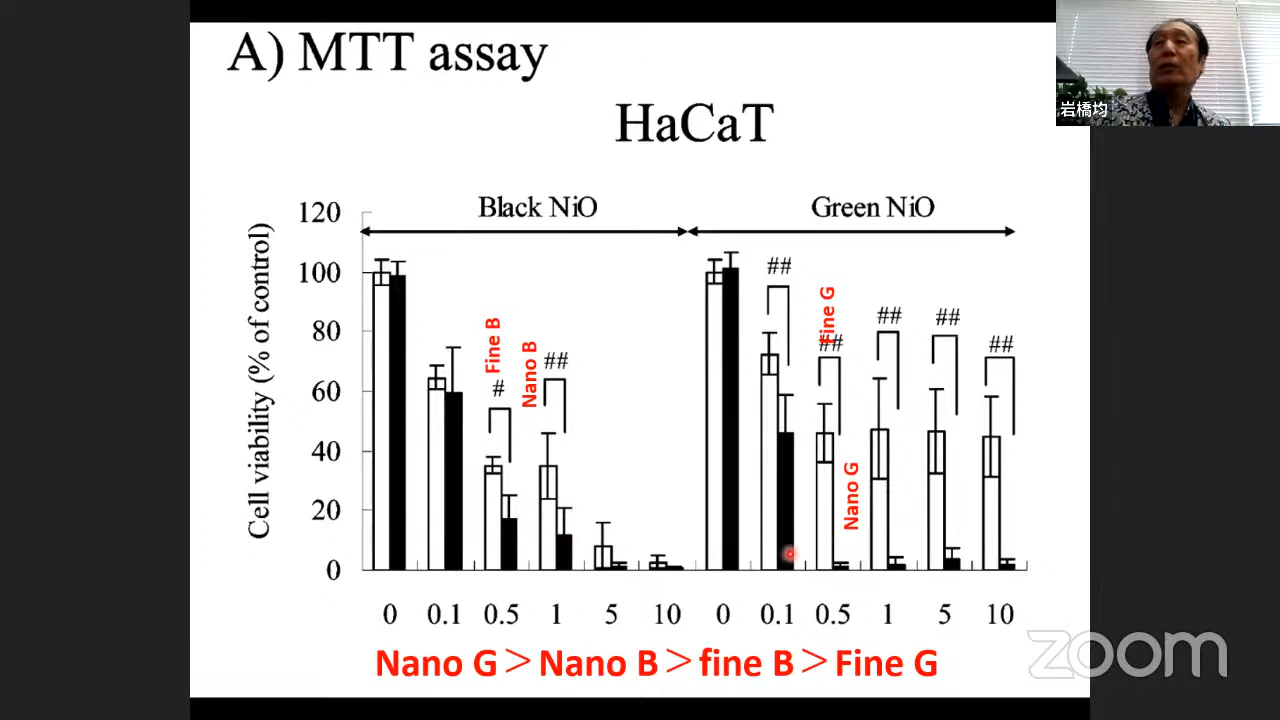 A) MTT assay
HaCaT
岩橋均
Black NiO
Green NiO
Cell viability (% of control)
120
100
80
60
40
20
0
Fine B
#
Nano B
##
##
Fine G
##
Nano G
##
##
##
0 0.1 0.5 1 5 10 0 0.1 0.5 1 5 10
Nano G＞Nano B＞fine B＞Fine G
zoom